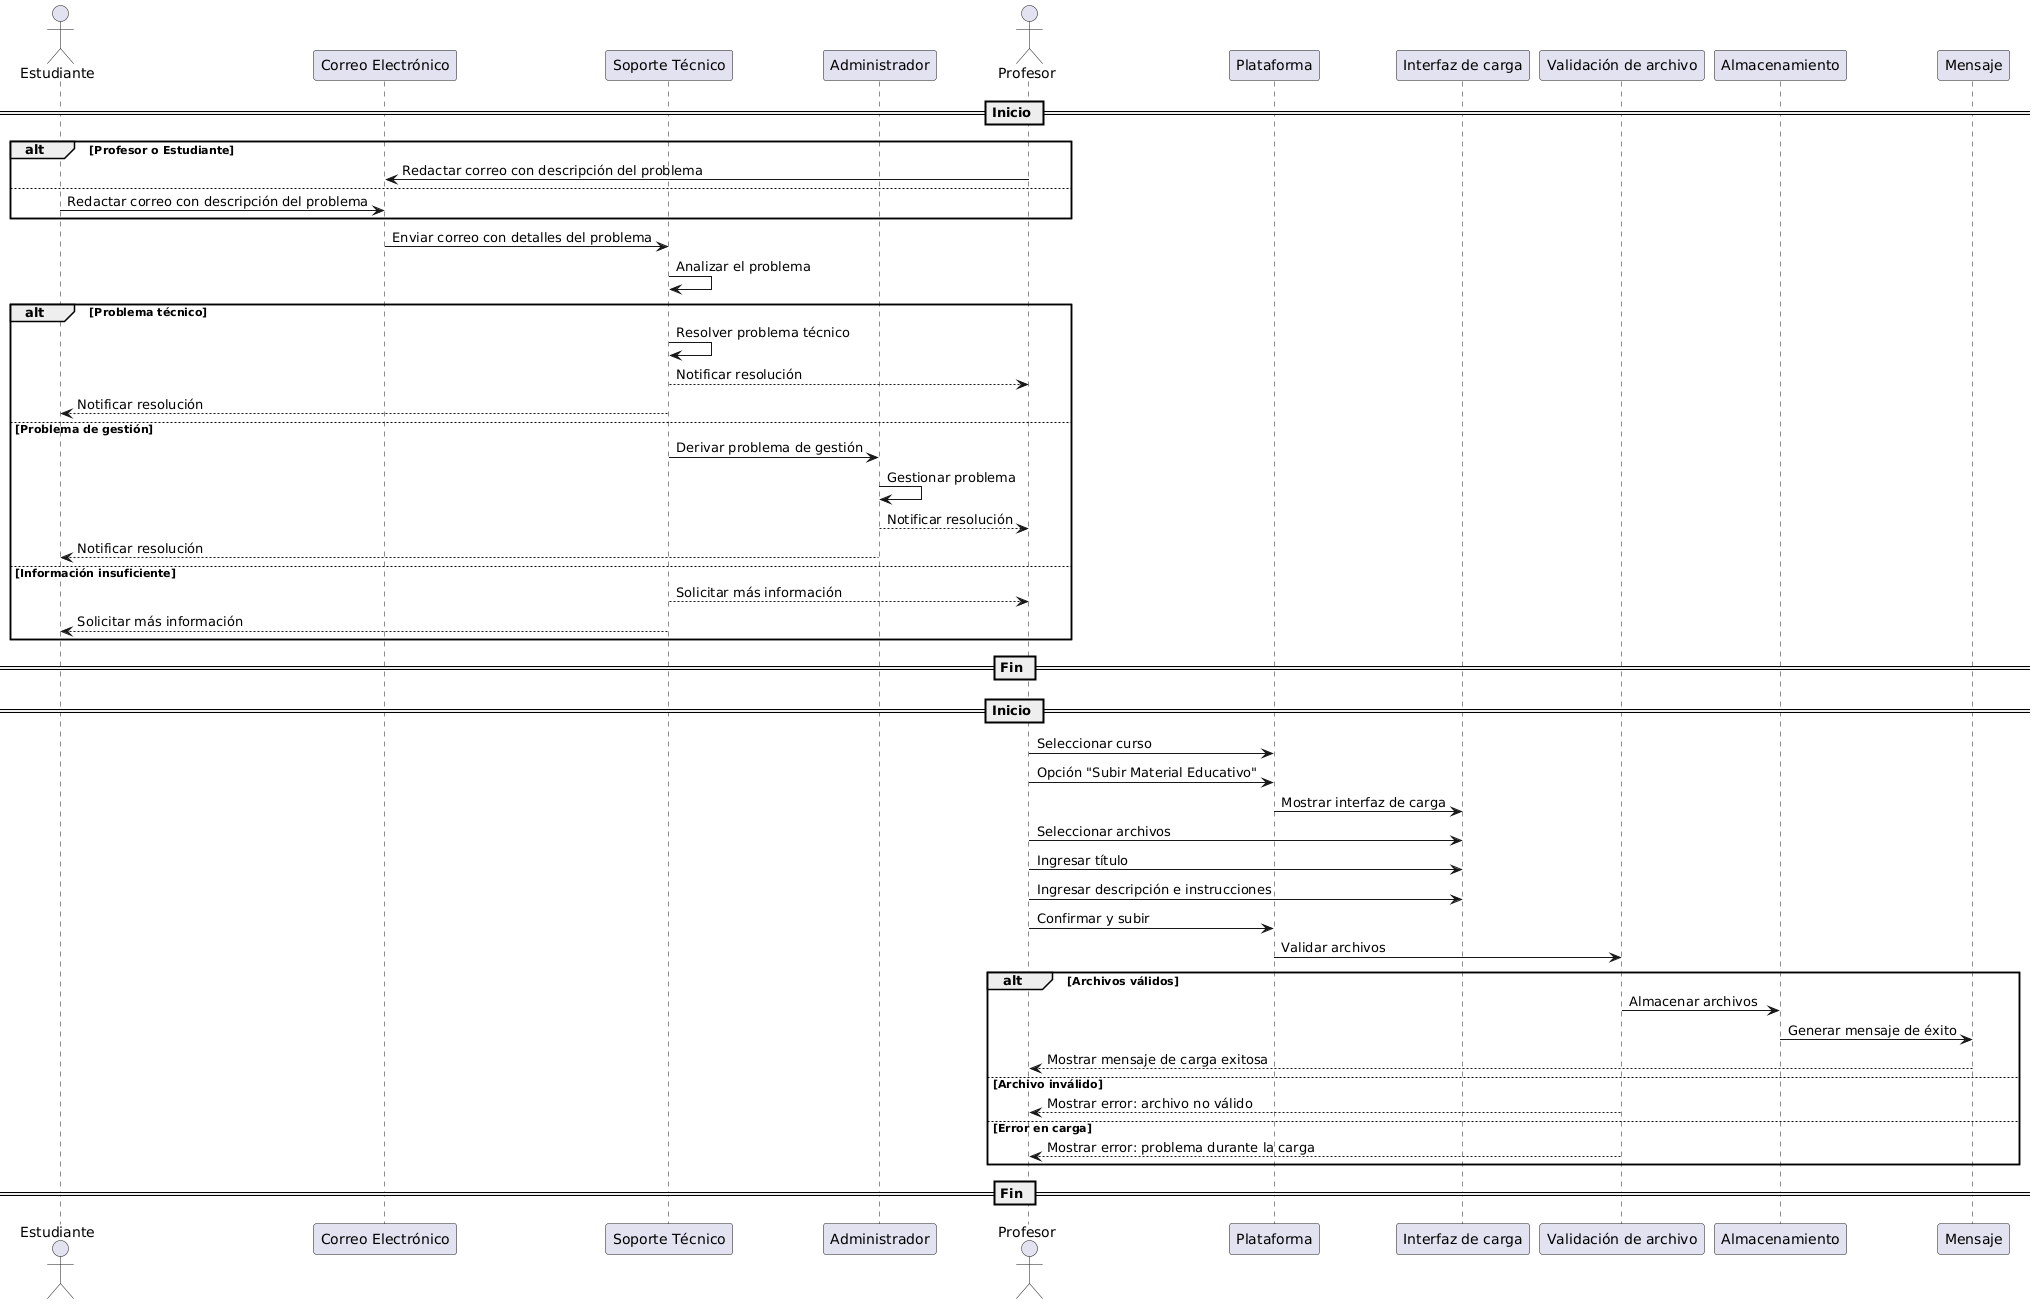 Estudiante
Correo Electrónico
Soporte Técnico
Administrador
Profesor
Plataforma
Interfaz de carga
Validación de archivo
Almacenamiento
Mensaje
Inicio
alt [Profesor o Estudiante]
Redactar correo con descripción del problema
Redactar correo con descripción del problema
Enviar correo con detalles del problema
Analizar el problema
alt [Problema técnico]
Resolver problema técnico
Notificar resolución
Notificar resolución
[Problema de gestión]
Derivar problema de gestión
Gestionar problema
Notificar resolución
Notificar resolución
[Información insuficiente]
Solicitar más información
Solicitar más información
Fin
Inicio
Seleccionar curso
Opción "Subir Material Educativo"
Mostrar interfaz de carga
Seleccionar archivos
Ingresar título
Ingresar descripción e instrucciones
Confirmar y subir
Validar archivos
alt [Archivos válidos]
Almacenar archivos
Generar mensaje de éxito
Mostrar mensaje de carga exitosa
[Archivo inválido]
Mostrar error: archivo no válido
[Error en carga]
Mostrar error: problema durante la carga
Fin
Estudiante
Correo Electrónico
Soporte Técnico
Administrador
Profesor
Plataforma
Interfaz de carga
Validación de archivo
Almacenamiento
Mensaje